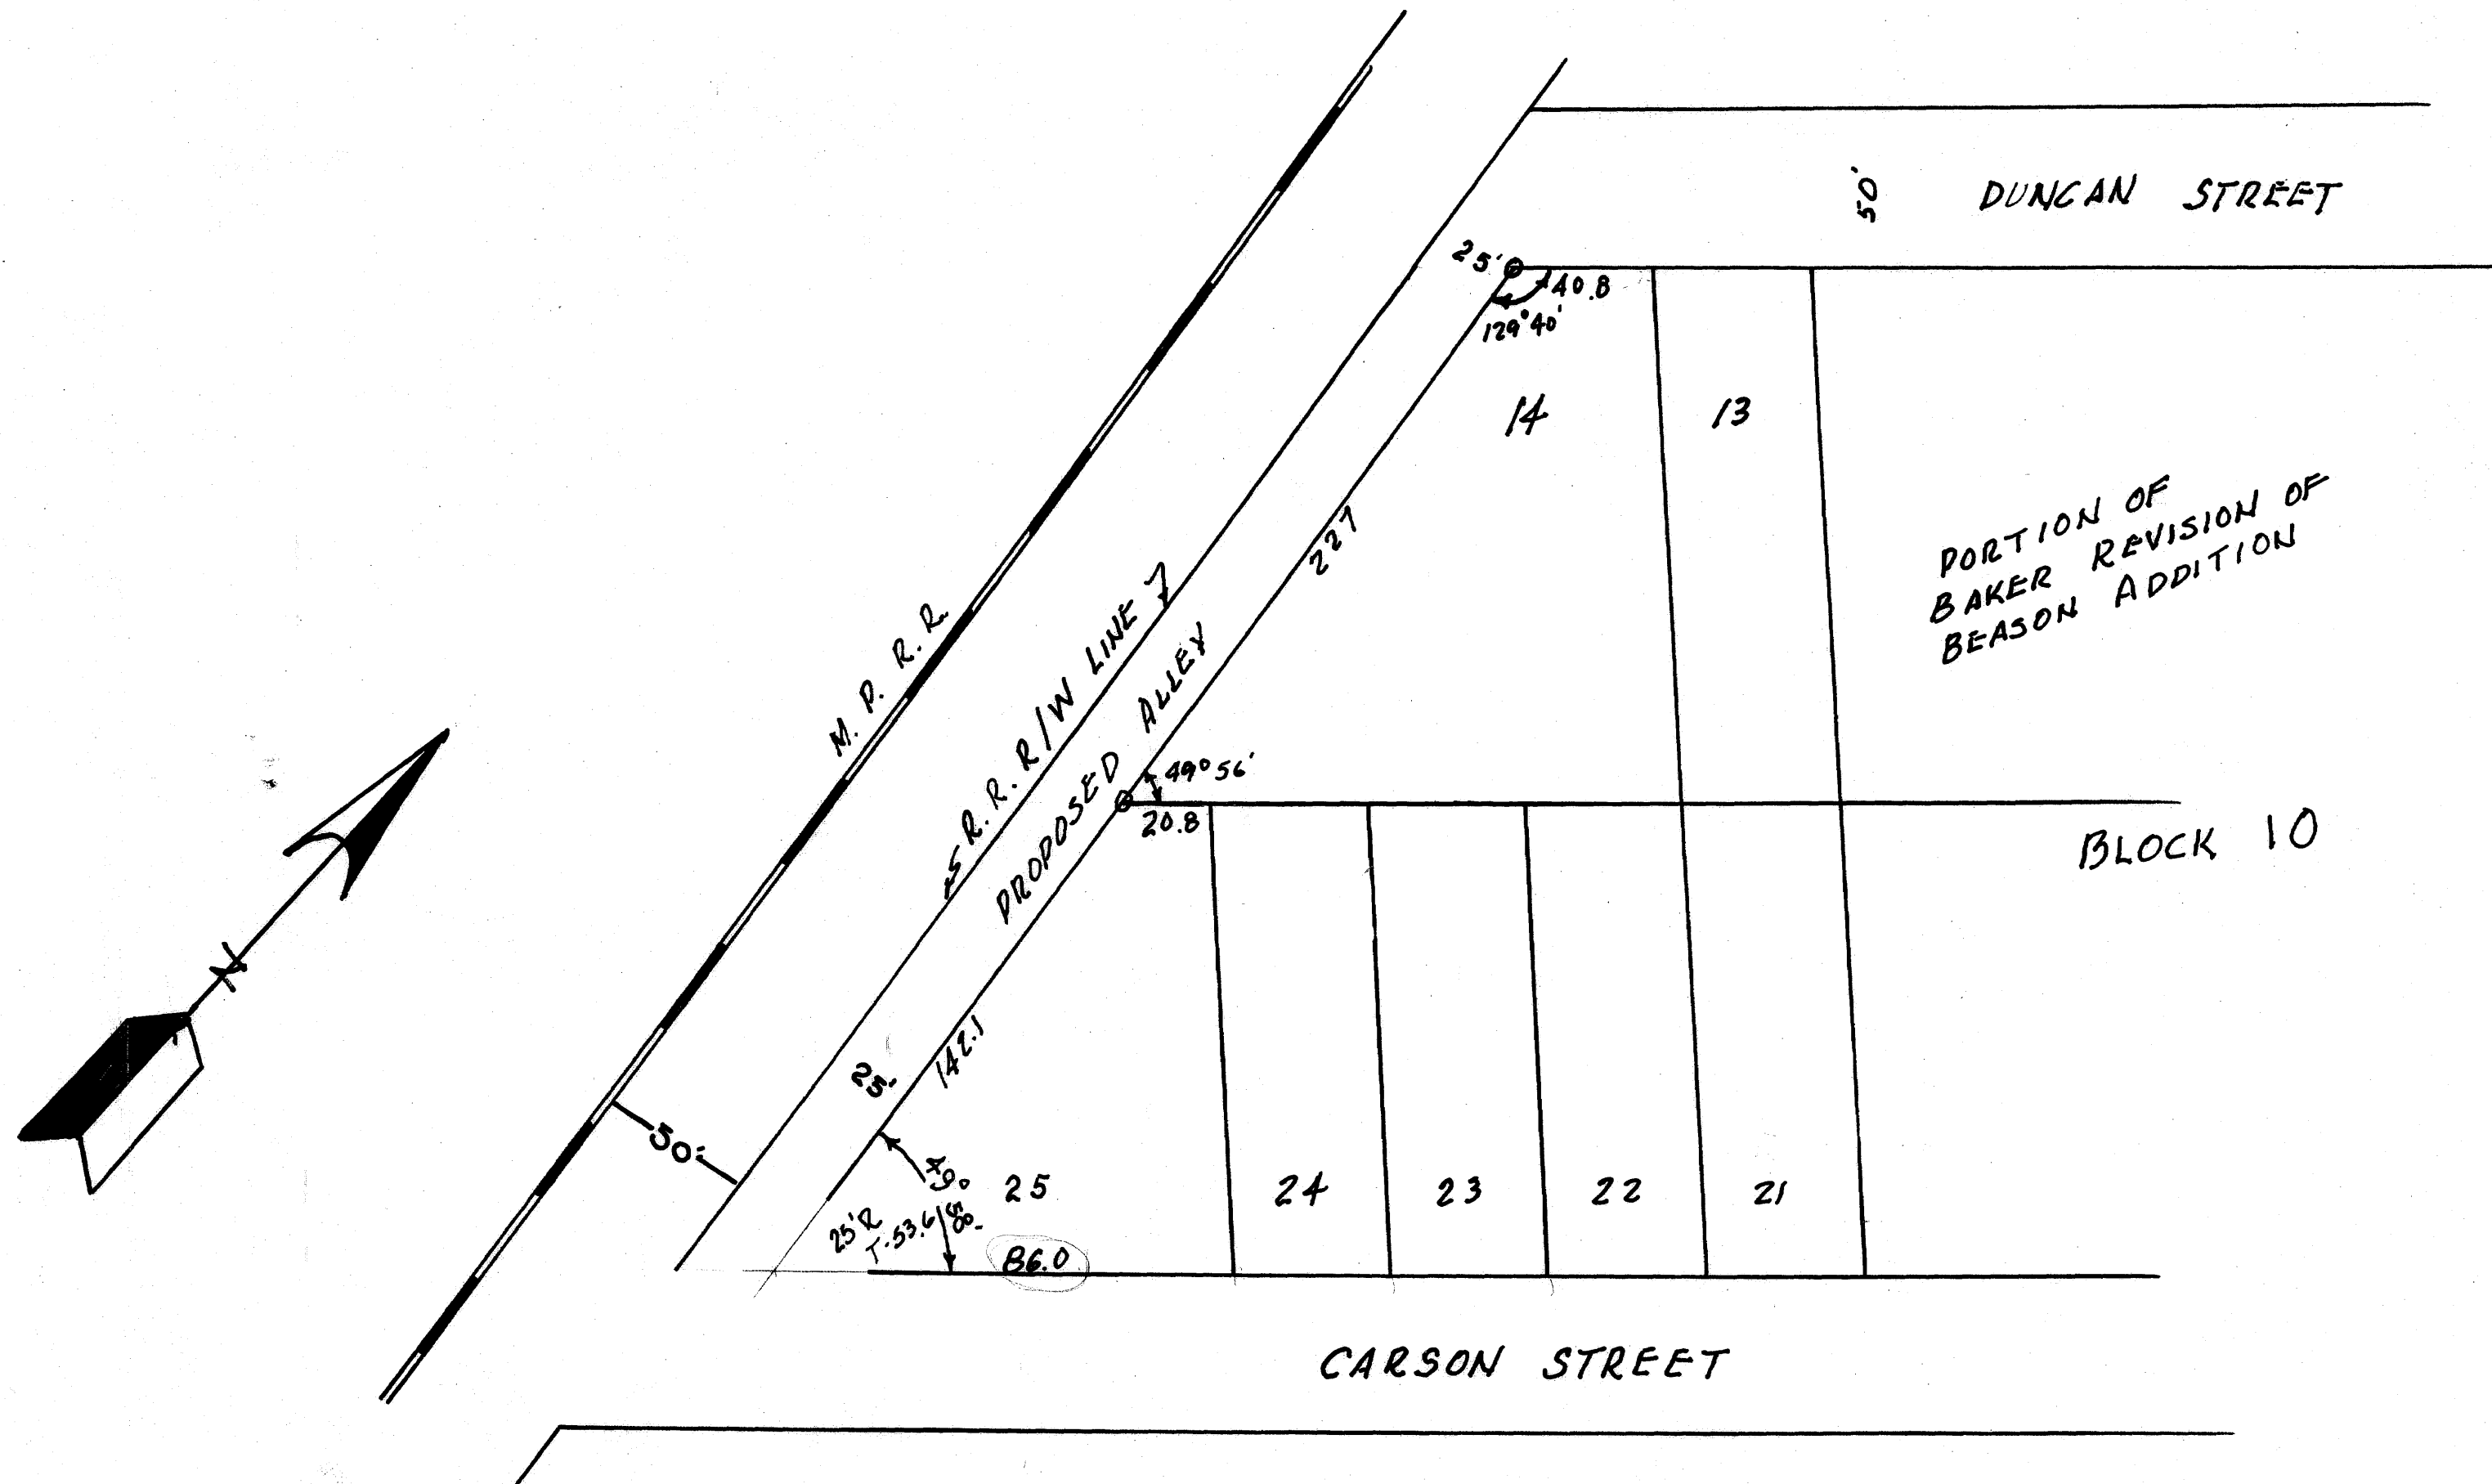 50'
DUNCAN STREET
25'
40.8
129°40'
14
13
227
PORTION OF
BAKER REVISION OF
BEASON ADDITION
M. P. R. R.
R. R. R/W LINE
PROPOSED ALLEY
49°56'
20.8
BLOCK 10
25'
142.1
50'
25'R
T-53.6
25
24
23
22
21
86.0
CARSON STREET